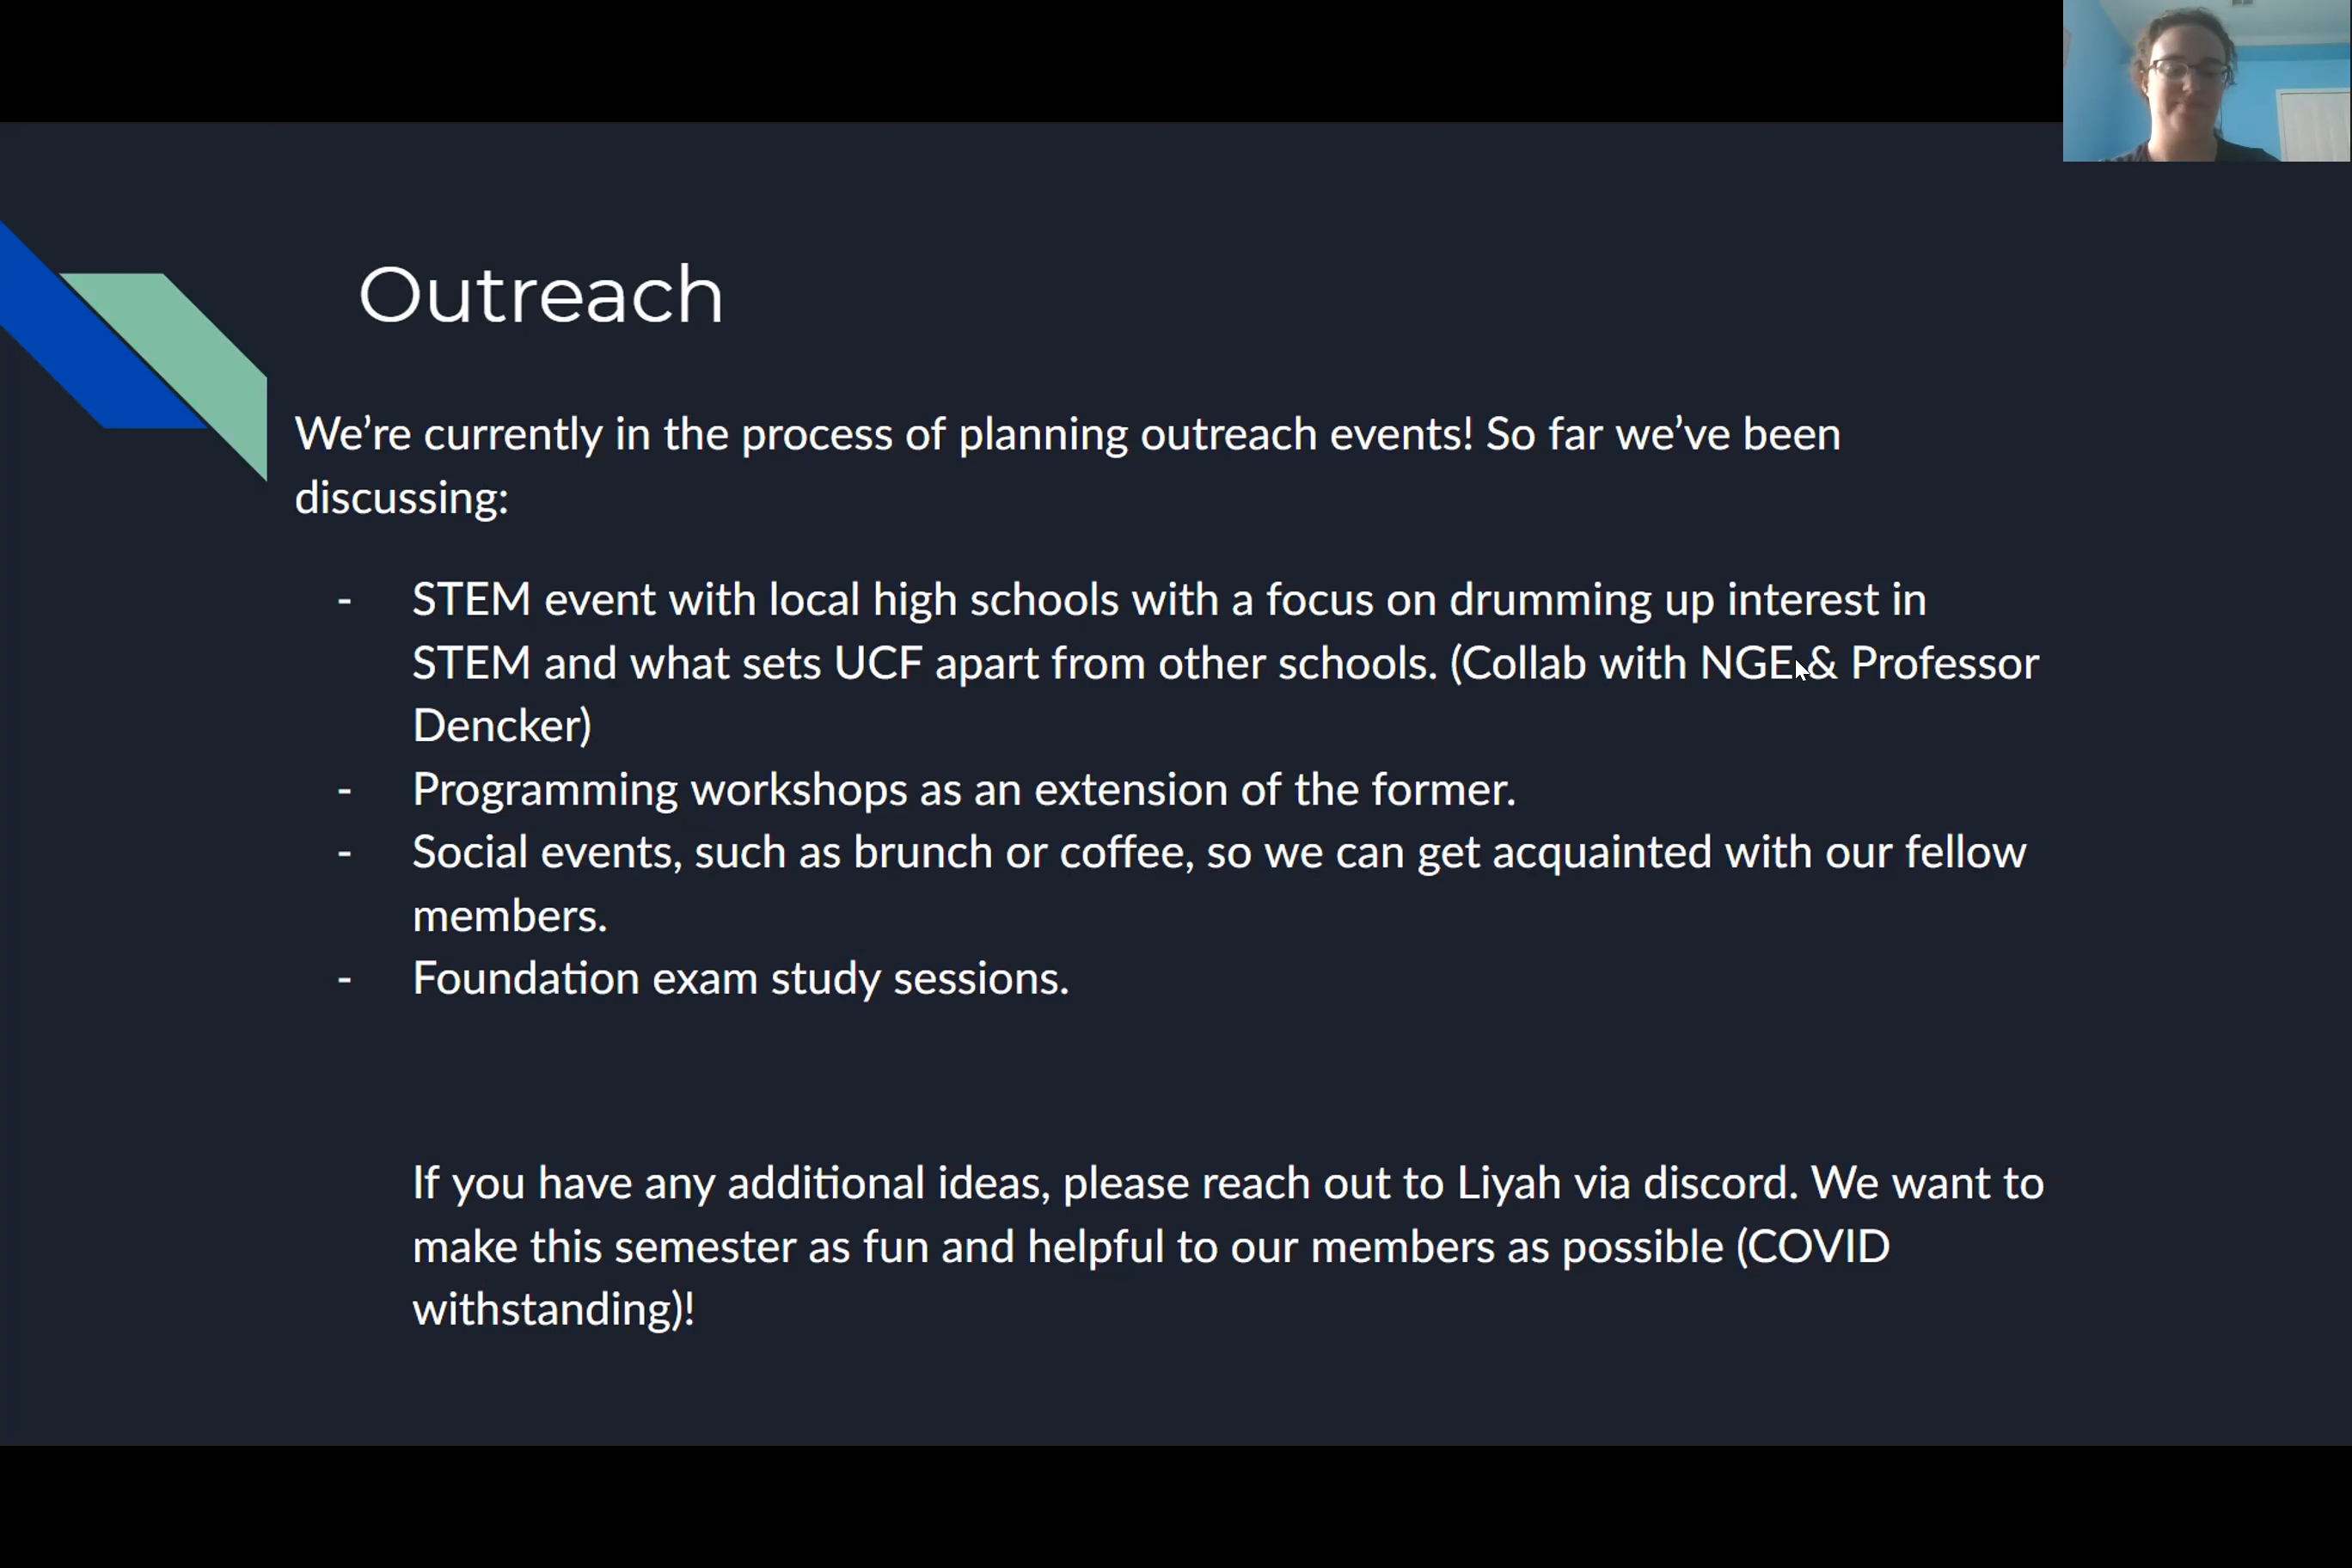 Outreach
We’re currently in the process of planning outreach events! So far we’ve been
discussing:
- STEM event with local high schools with a focus on drumming up interest in
STEM and what sets UCF apart from other schools. (Collab with NGE & Professor
Dencker)
- Programming workshops as an extension of the former.
- Social events, such as brunch or coffee, so we can get acquainted with our fellow
members.
- Foundation exam study sessions.
If you have any additional ideas, please reach out to Liyah via discord. We want to
make this semester as fun and helpful to our members as possible (COVID
withstanding)!